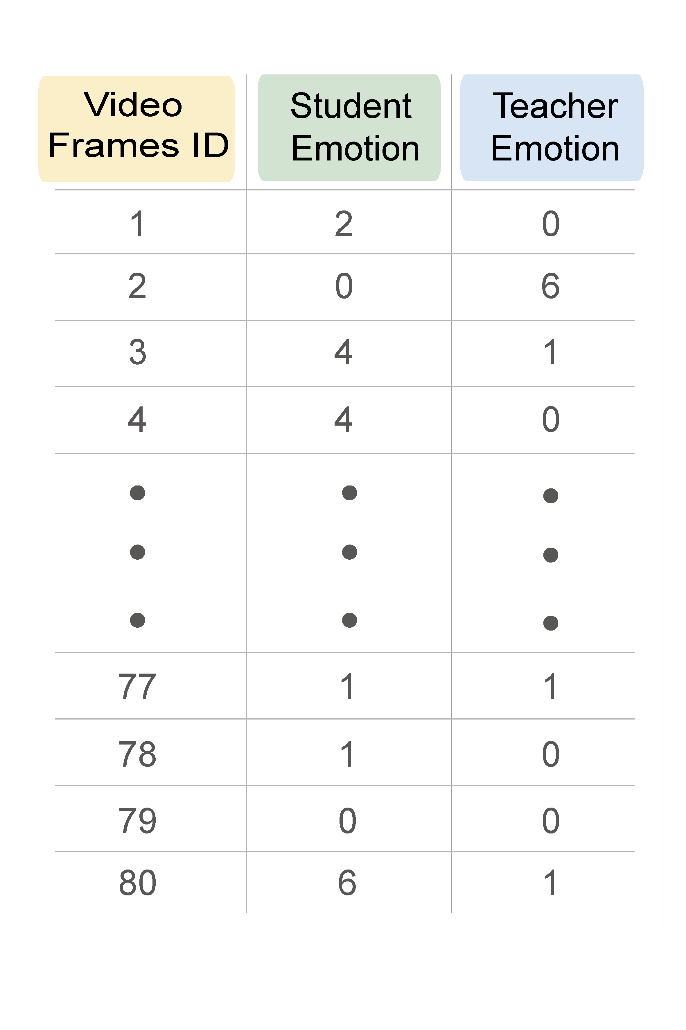 Video
Frames ID
Student
Emotion
Teacher
Emotion
1 2 0
2 0 6
3 4 1
4 4 0
• • •
• • •
• • •
77 1 1
78 1 0
79 0 0
80 6 1